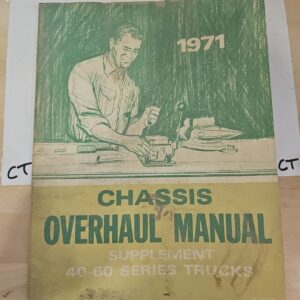 1971
CT
CT
CHASSIS
OVERHAUL MANUAL
SUPPLEMENT
40-60 SERIES TRUCKS